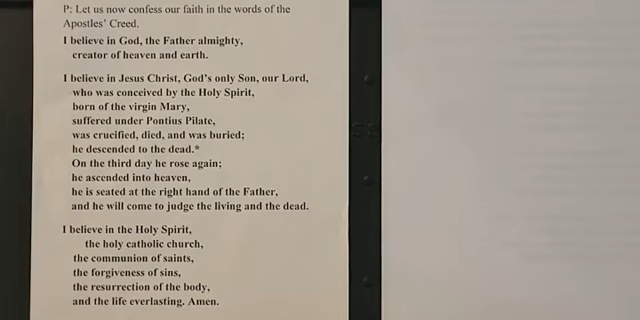 P: Let us now confess our faith in the words of the
Apostles' Creed.
I believe in God, the Father almighty,
creator of heaven and earth.
I believe in Jesus Christ, God's only Son, our Lord,
who was conceived by the Holy Spirit,
born of the virgin Mary,
suffered under Pontius Pilate,
was crucified, died, and was buried;
he descended to the dead.*
On the third day he rose again;
he ascended into heaven,
he is seated at the right hand of the Father,
and he will come to judge the living and the dead.
I believe in the Holy Spirit,
the holy catholic church,
the communion of saints,
the forgiveness of sins,
the resurrection of the body,
and the life everlasting. Amen.